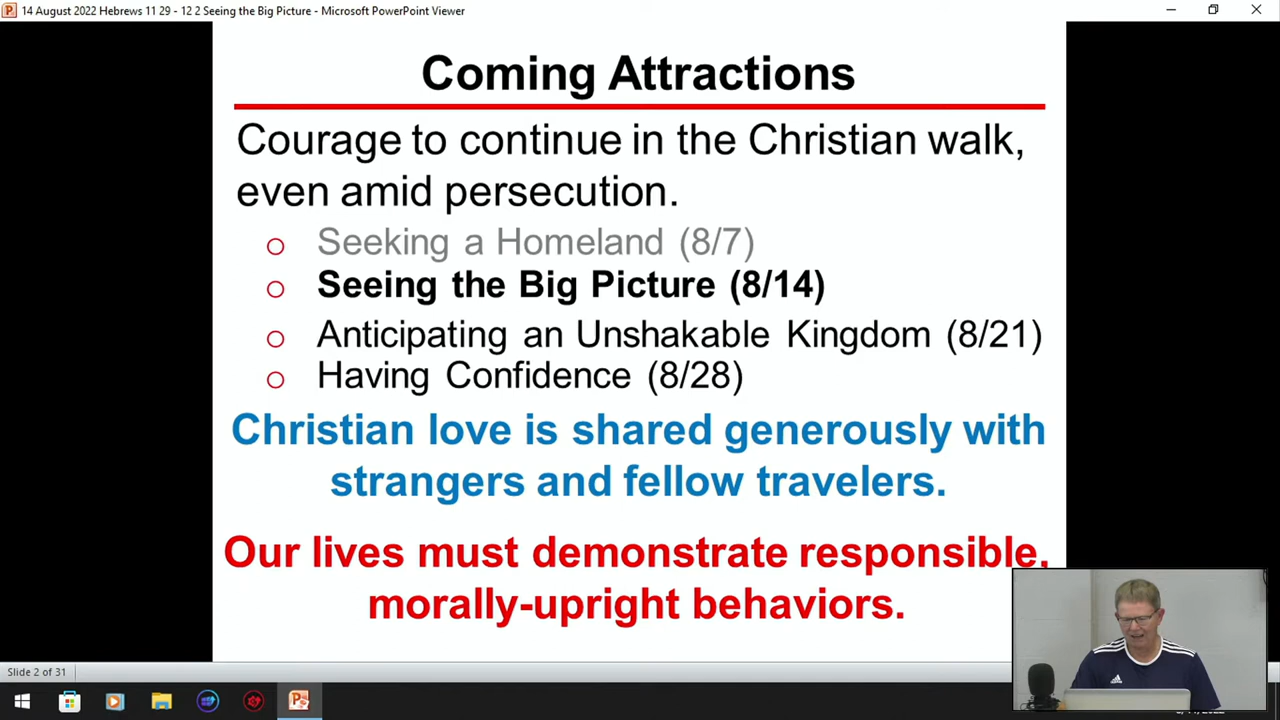 14 August 2022 Hebrews 11 29 - 12 2 Seeing the Big Picture - Microsoft PowerPoint Viewer
Coming Attractions
Courage to continue in the Christian walk,
even amid persecution.
Seeking a Homeland (8/7)
Seeing the Big Picture (8/14)
Anticipating an Unshakable Kingdom (8/21)
Having Confidence (8/28)
Christian love is shared generously with
strangers and fellow travelers.
Our lives must demonstrate responsible,
morally-upright behaviors.
Slide 2 of 31